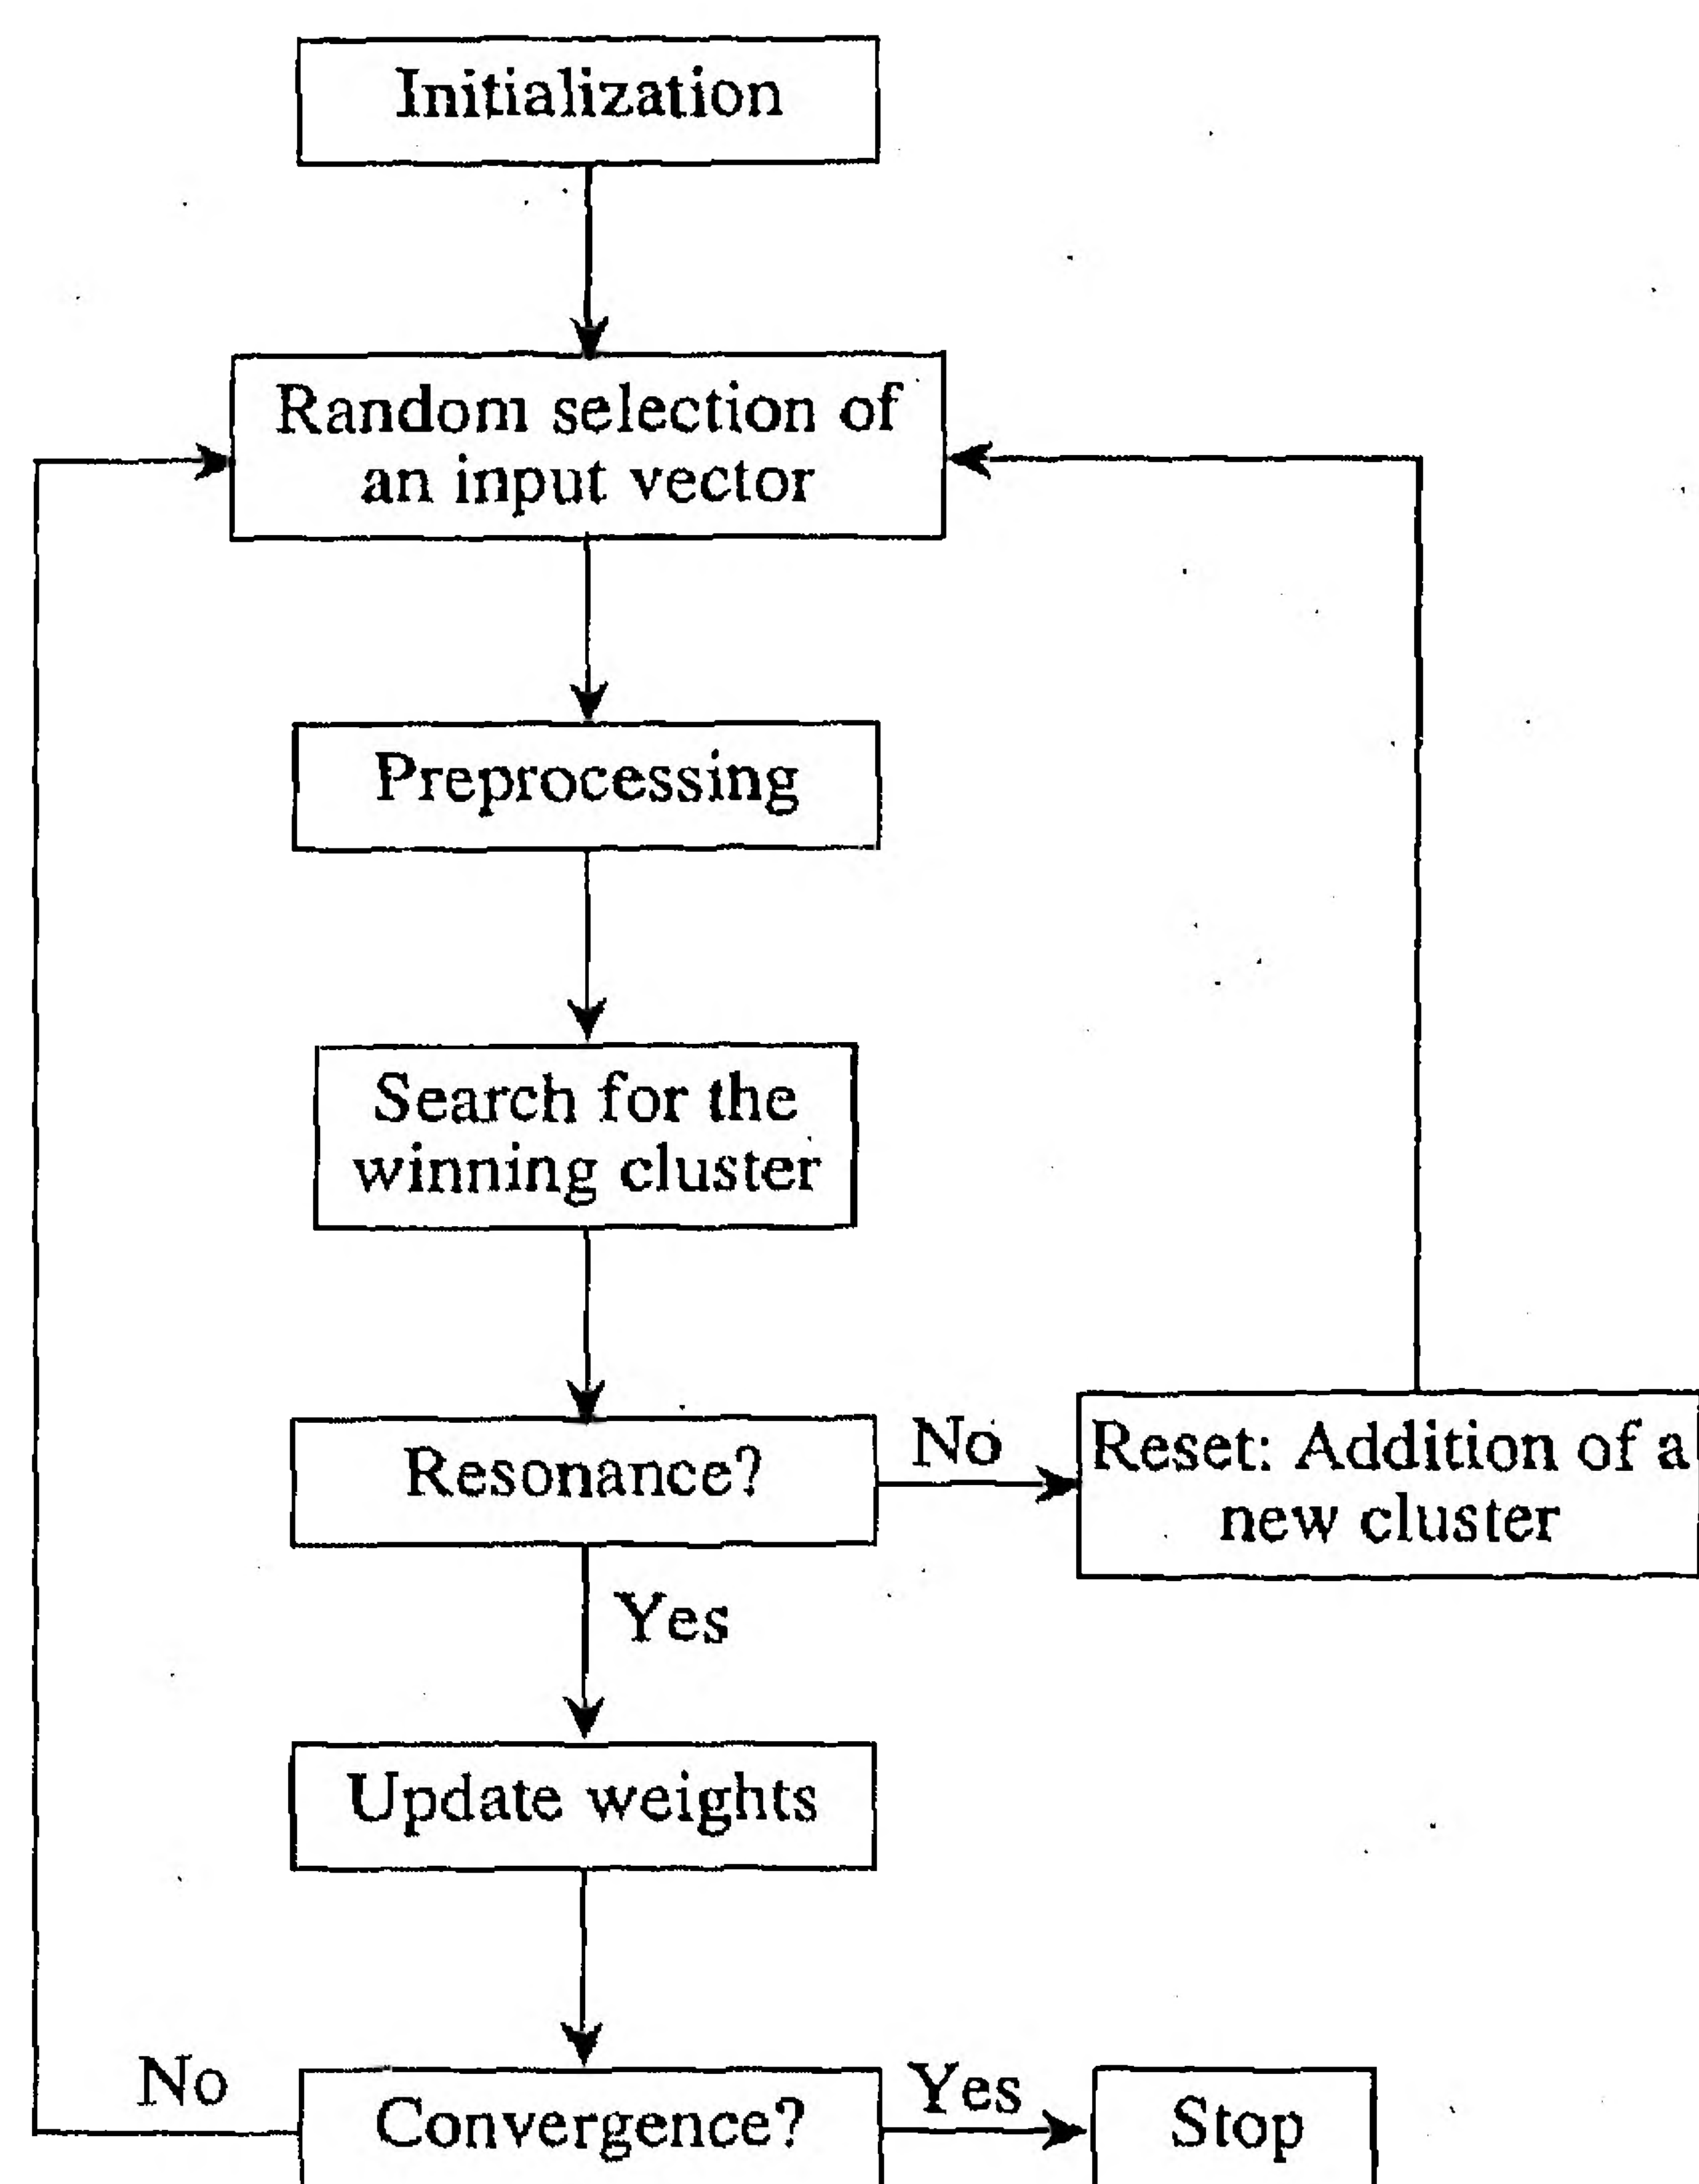 Initialization
Random selection of
an input vector
Preprocessing
Search for the
winning cluster
Resonance?
No
Reset: Addition of a
new cluster
Yes
Update weights
No
Convergence?
Yes
Stop